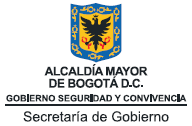 ALCALDÍA MAYOR
DE BOGOTÁ D.C.
GOBIERNO SEGURIDAD Y CONVIVENCIA
Secretaría de Gobierno